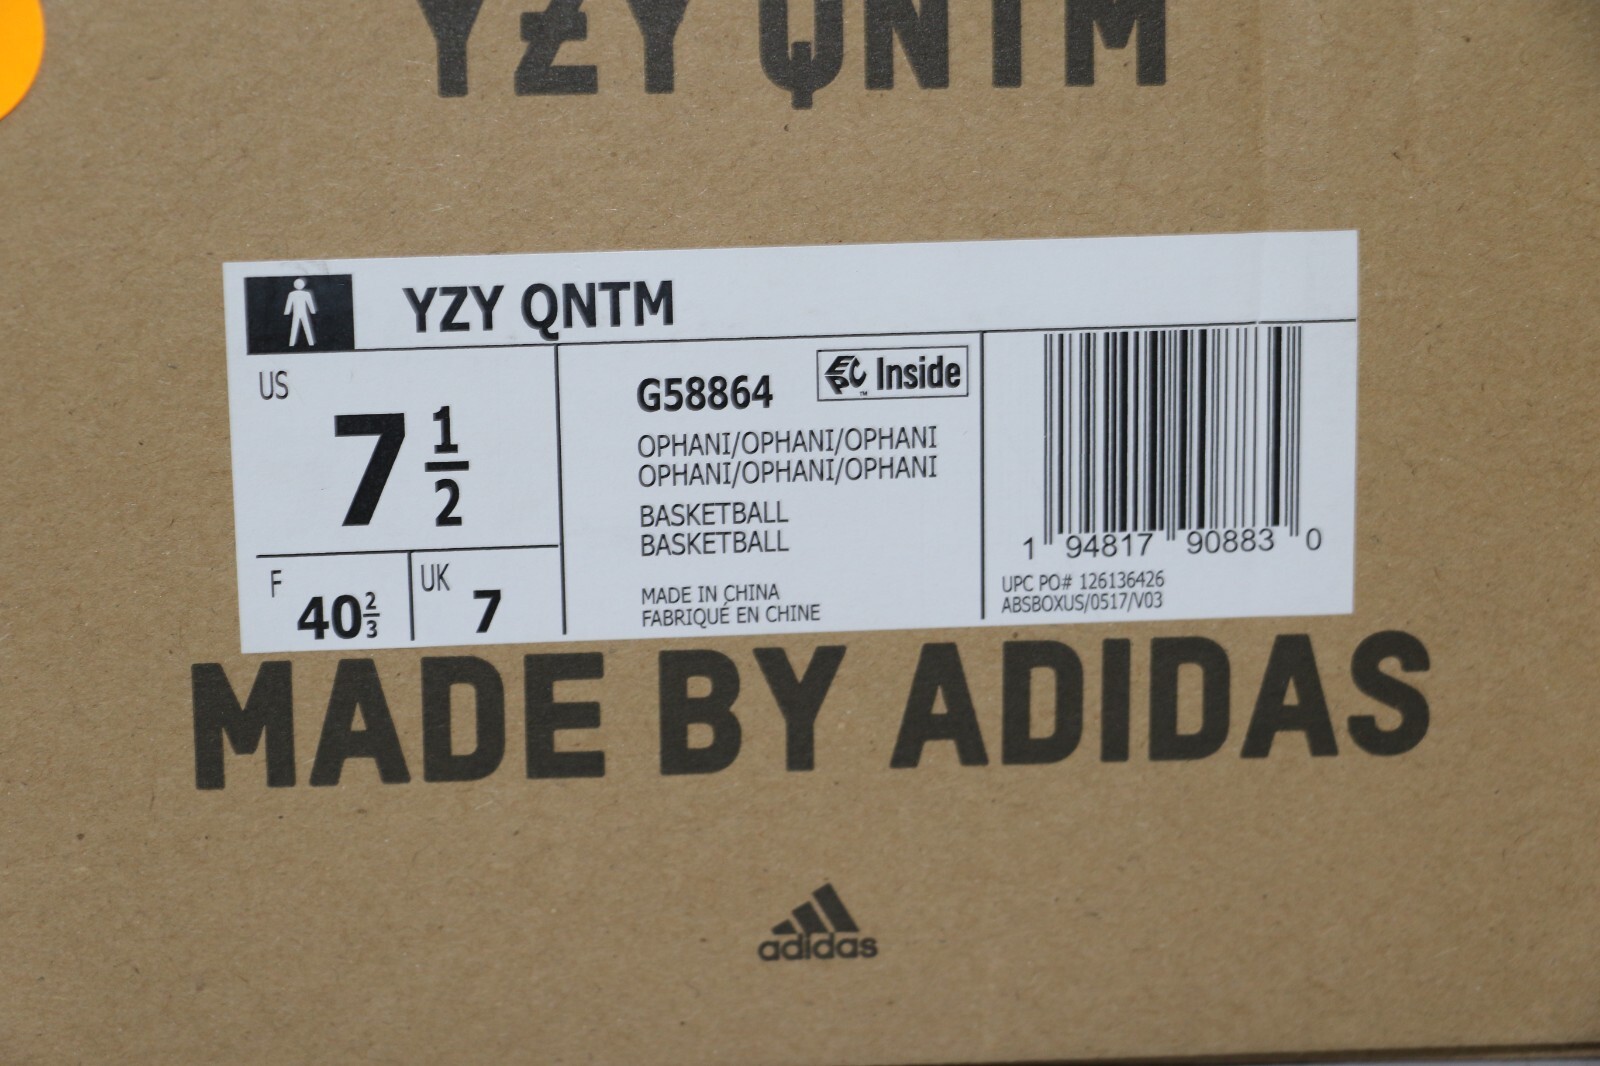 YZY QNTM
YZY QNTM
US
7 1/2
F
40 2/3
UK
7
G58864
EPC Inside
™
OPHANI/OPHANI/OPHANI
OPHANI/OPHANI/OPHANI
BASKETBALL
BASKETBALL
MADE IN CHINA
FABRIQUÉ EN CHINE
1 94817 90883 0
UPC PO# 126136426
ABSBOXUS/0517/V03
MADE BY ADIDAS
adidas